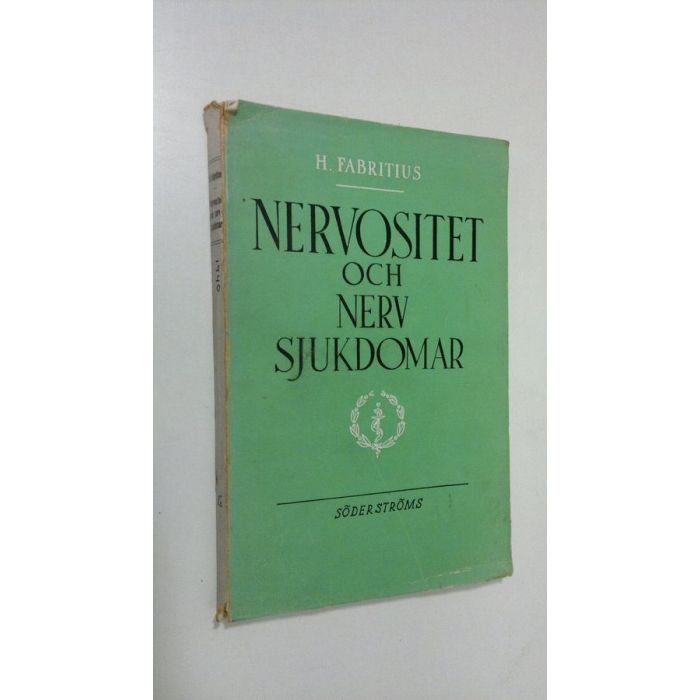 H. FABRITIUS
NERVOSITET
OCH
NERV
SJUKDOMAR
SÖDERSTRÖMS